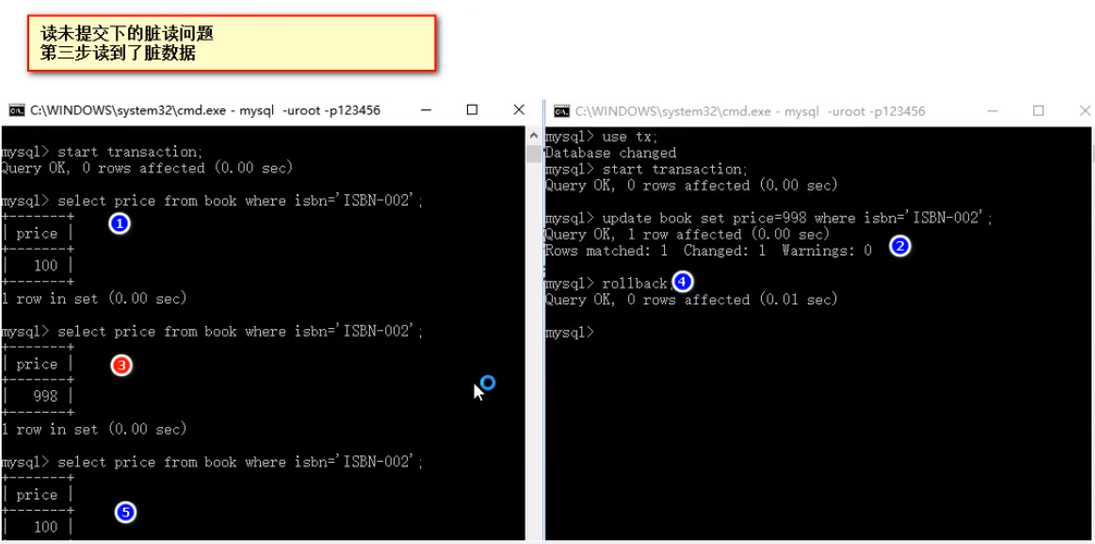 读未提交下的脏读问题
第三步读到了脏数据
C:\WINDOWS\system32\cmd.exe - mysql  -uroot -p123456
mysql> start transaction;
Query OK, 0 rows affected (0.00 sec)
mysql> select price from book where isbn='ISBN-002';
+-------+
| price |
+-------+
|   100 |
+-------+
1 row in set (0.00 sec)
mysql> select price from book where isbn='ISBN-002';
+-------+
| price |
+-------+
|   998 |
+-------+
1 row in set (0.00 sec)
mysql> select price from book where isbn='ISBN-002';
+-------+
| price |
+-------+
|   100 |
1
3
5
C:\WINDOWS\system32\cmd.exe - mysql  -uroot -p123456
mysql> use tx;
Database changed
mysql> start transaction;
Query OK, 0 rows affected (0.00 sec)
mysql> update book set price=998 where isbn='ISBN-002';
Query OK, 1 row affected (0.00 sec)
Rows matched: 1  Changed: 1  Warnings: 0
2
mysql> rollback;
4
Query OK, 0 rows affected (0.01 sec)
mysql>